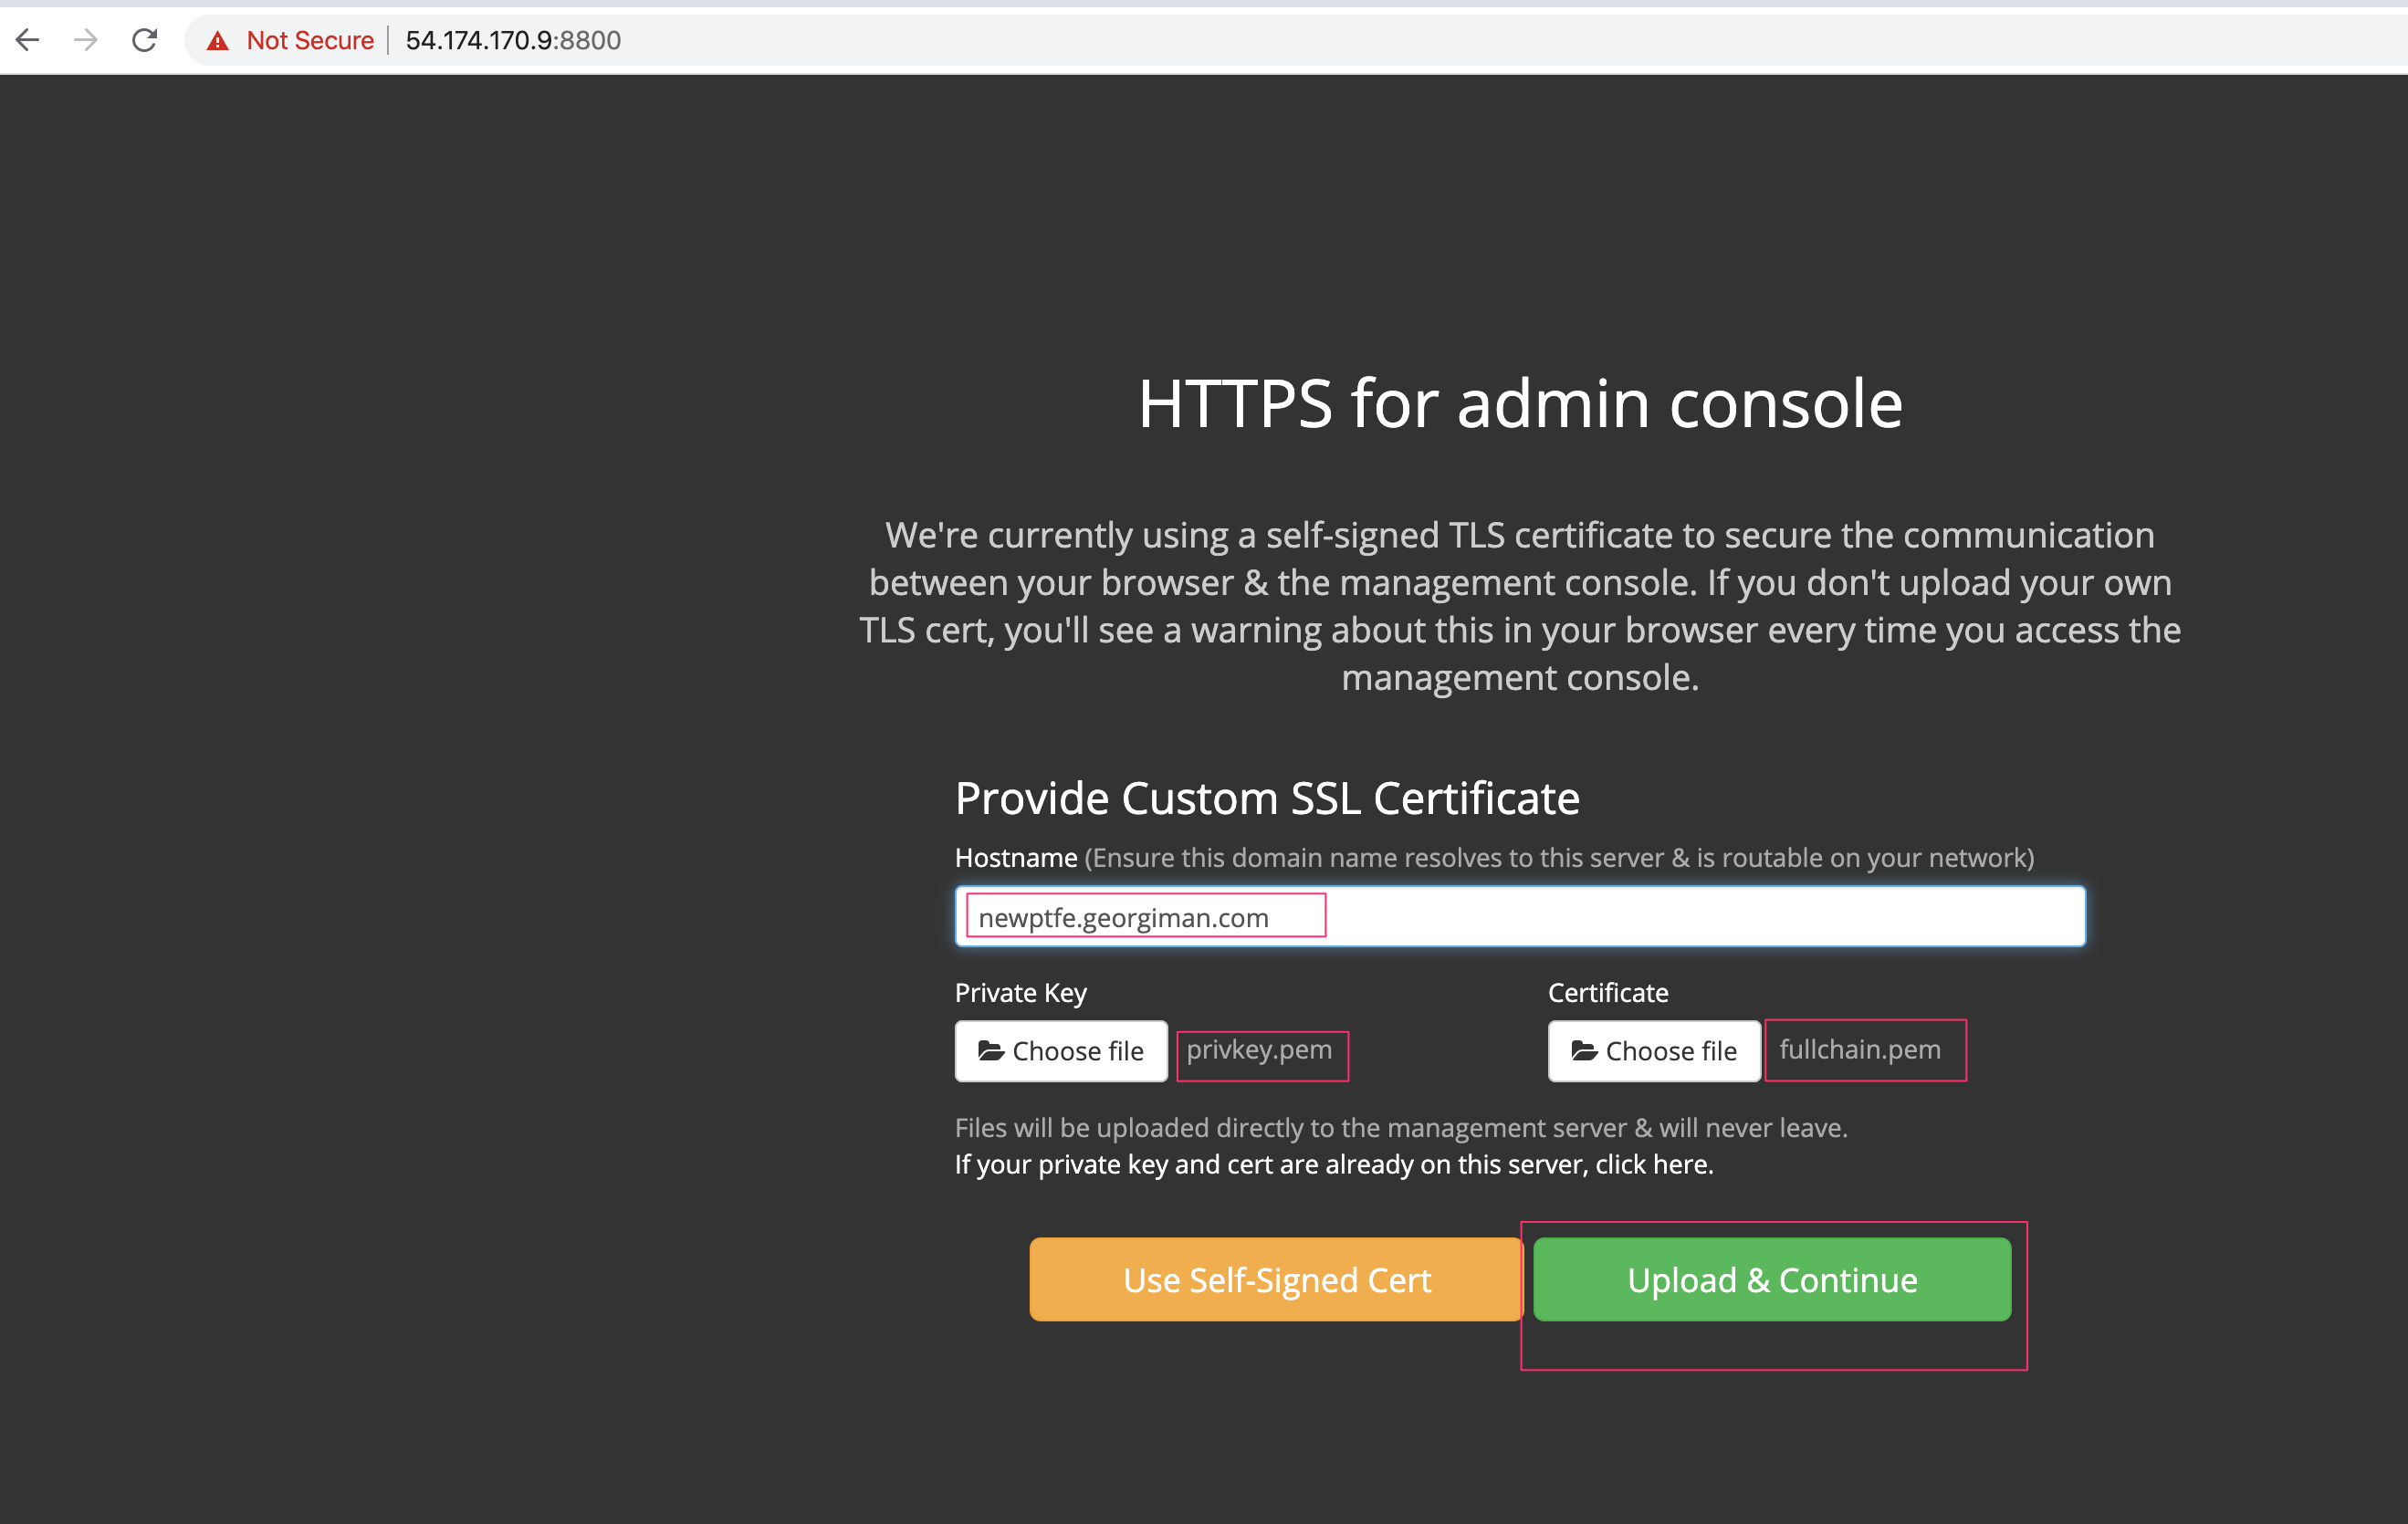 Not Secure 54.174.170.9:8800
HTTPS for admin console
We're currently using a self-signed TLS certificate to secure the communication
between your browser & the management console. If you don't upload your own
TLS cert, you'll see a warning about this in your browser every time you access the
management console.
Provide Custom SSL Certificate
Hostname (Ensure this domain name resolves to this server & is routable on your network)
newptfe.georgiman.com
Private Key Certificate
Choose file privkey.pem Choose file fullchain.pem
Files will be uploaded directly to the management server & will never leave.
If your private key and cert are already on this server, click here.
Use Self-Signed Cert Upload & Continue